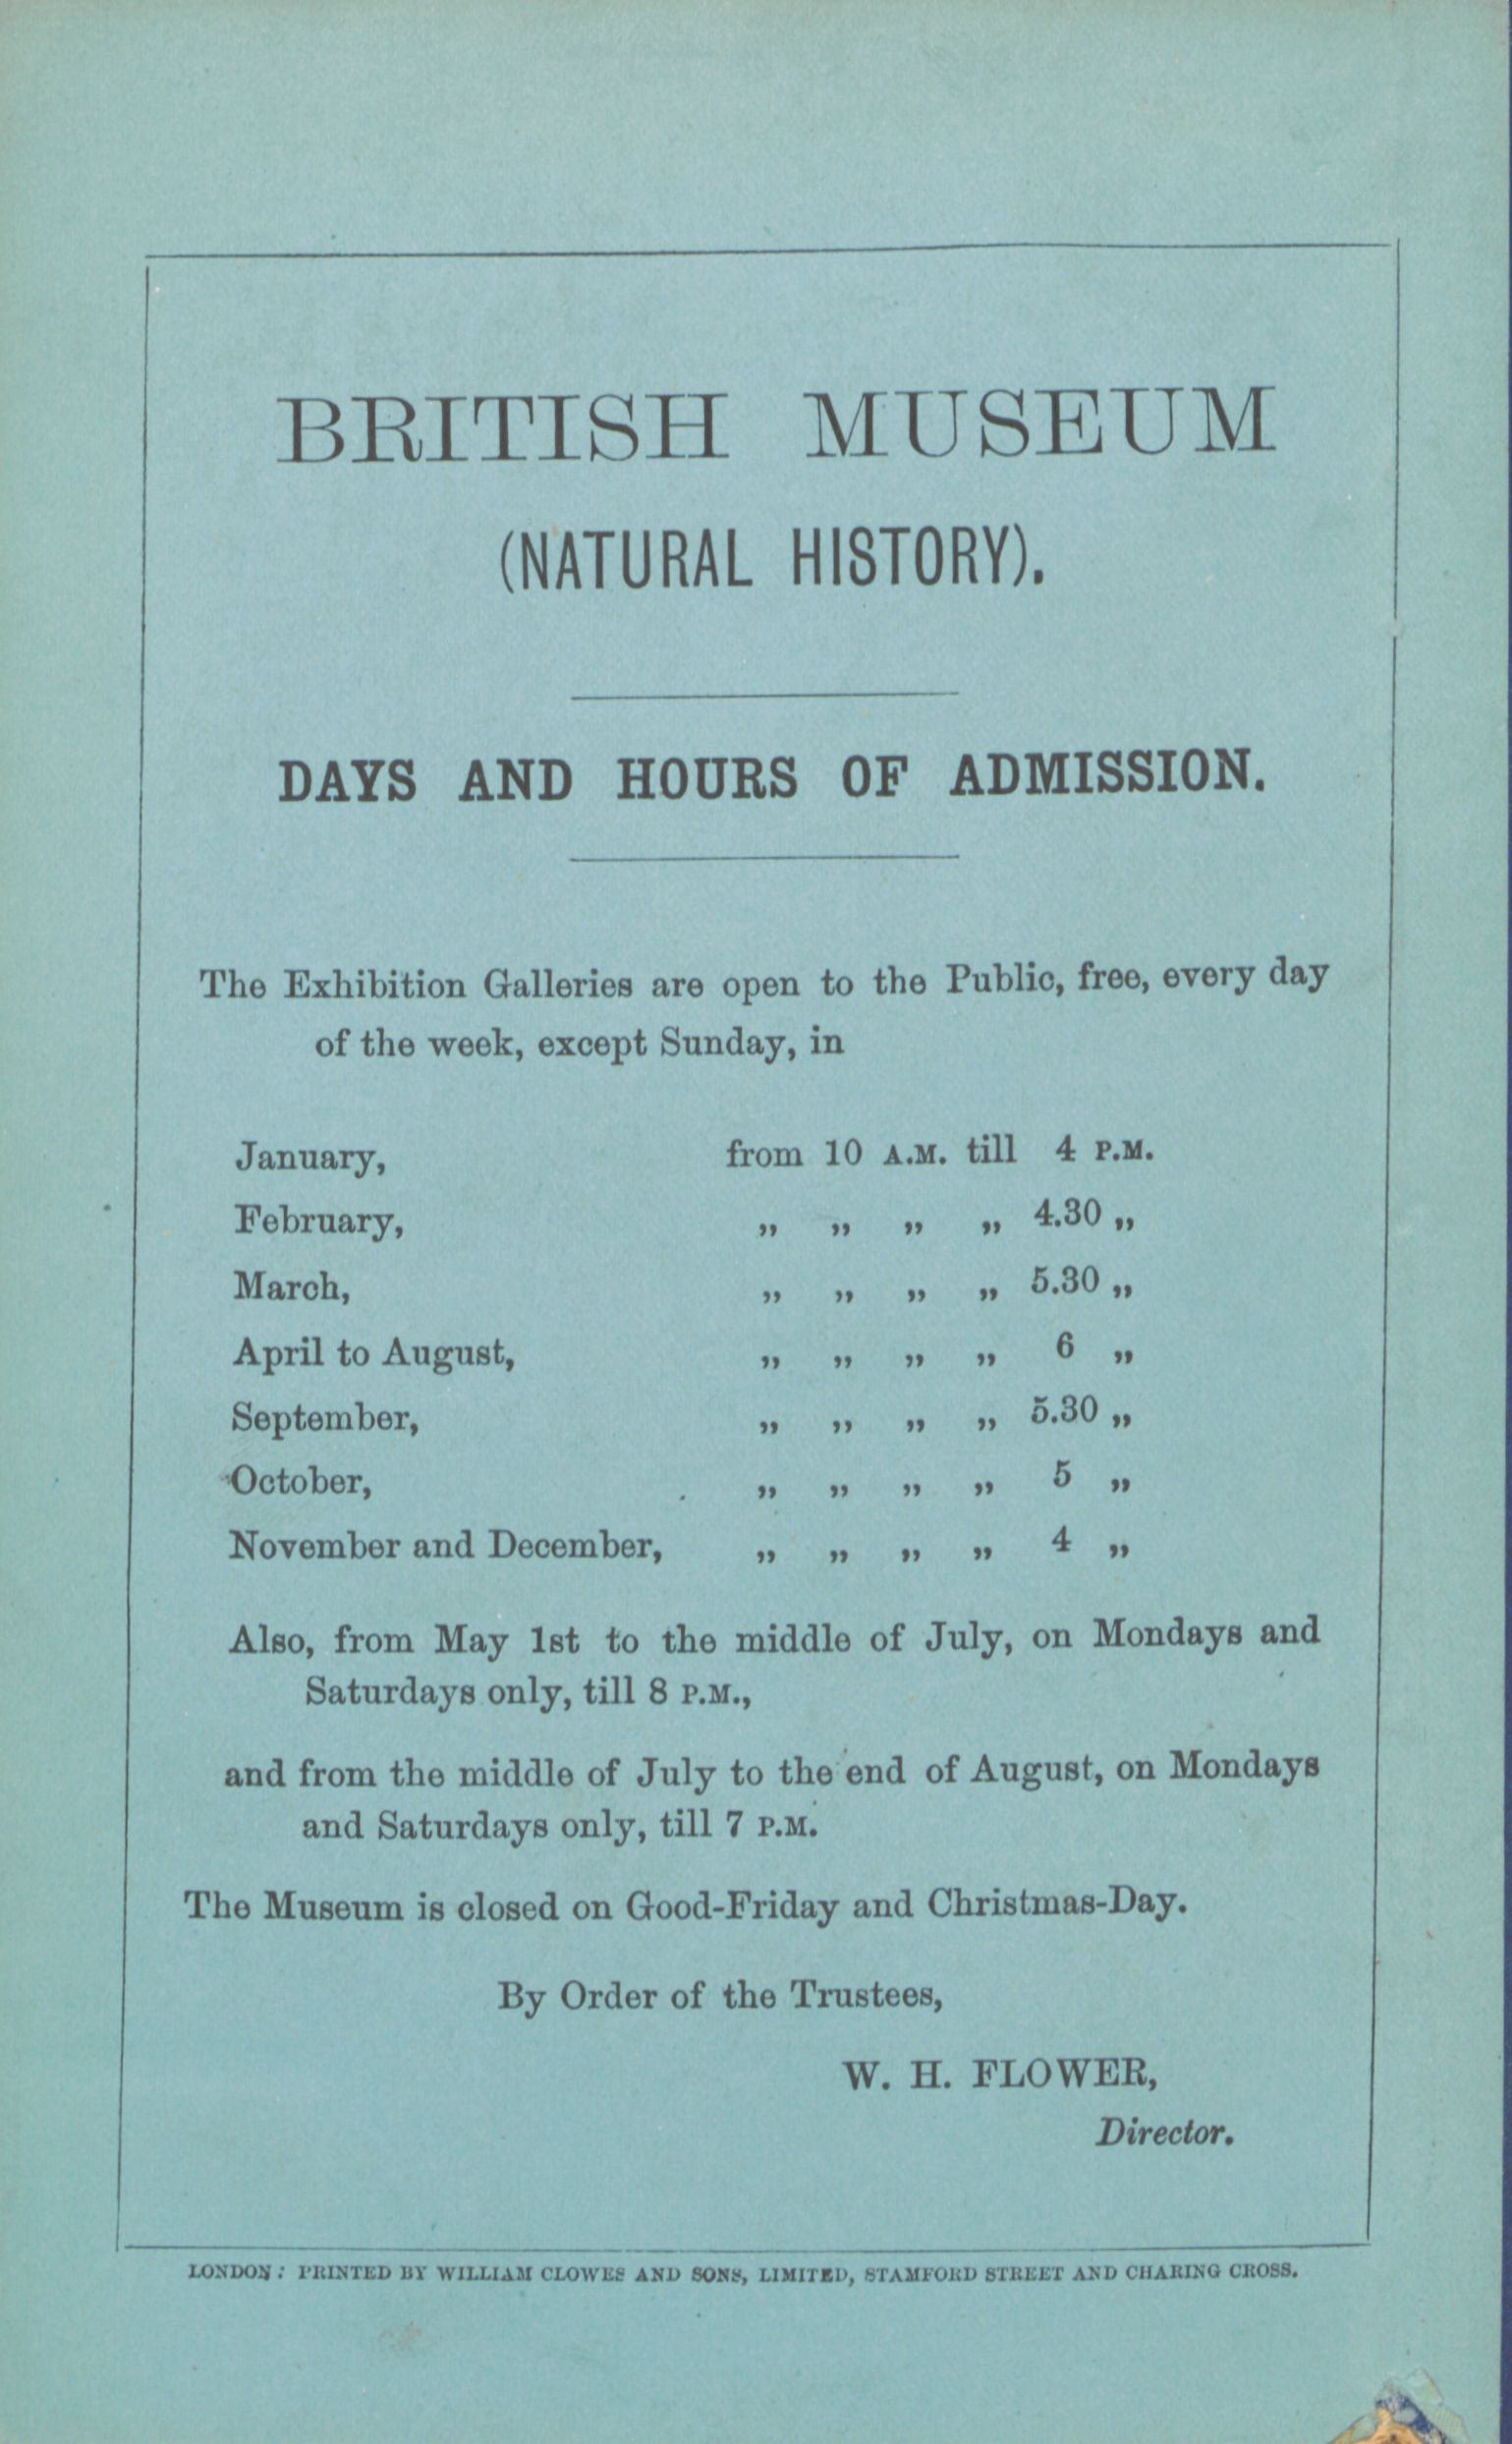 BRITISH MUSEUM
(NATURAL HISTORY).
DAYS AND HOURS OF ADMISSION.
The Exhibition Galleries are open to the Public, free, every day
of the week, except Sunday, in
January, from 10 A.M. till 4 P.M.
February, „ „ „ „ 4.30 „
March, „ „ „ „ 5.30 „
April to August, „ „ „ „ 6 „
September, „ „ „ „ 5.30 „
October, „ „ „ „ 5 „
November and December, „ „ „ „ 4 „
Also, from May 1st to the middle of July, on Mondays and
Saturdays only, till 8 P.M.,
and from the middle of July to the end of August, on Mondays
and Saturdays only, till 7 P.M.
The Museum is closed on Good-Friday and Christmas-Day.
By Order of the Trustees,
W. H. FLOWER,
Director.
LONDON: PRINTED BY WILLIAM CLOWES AND SONS, LIMITED, STAMFORD STREET AND CHARING CROSS.